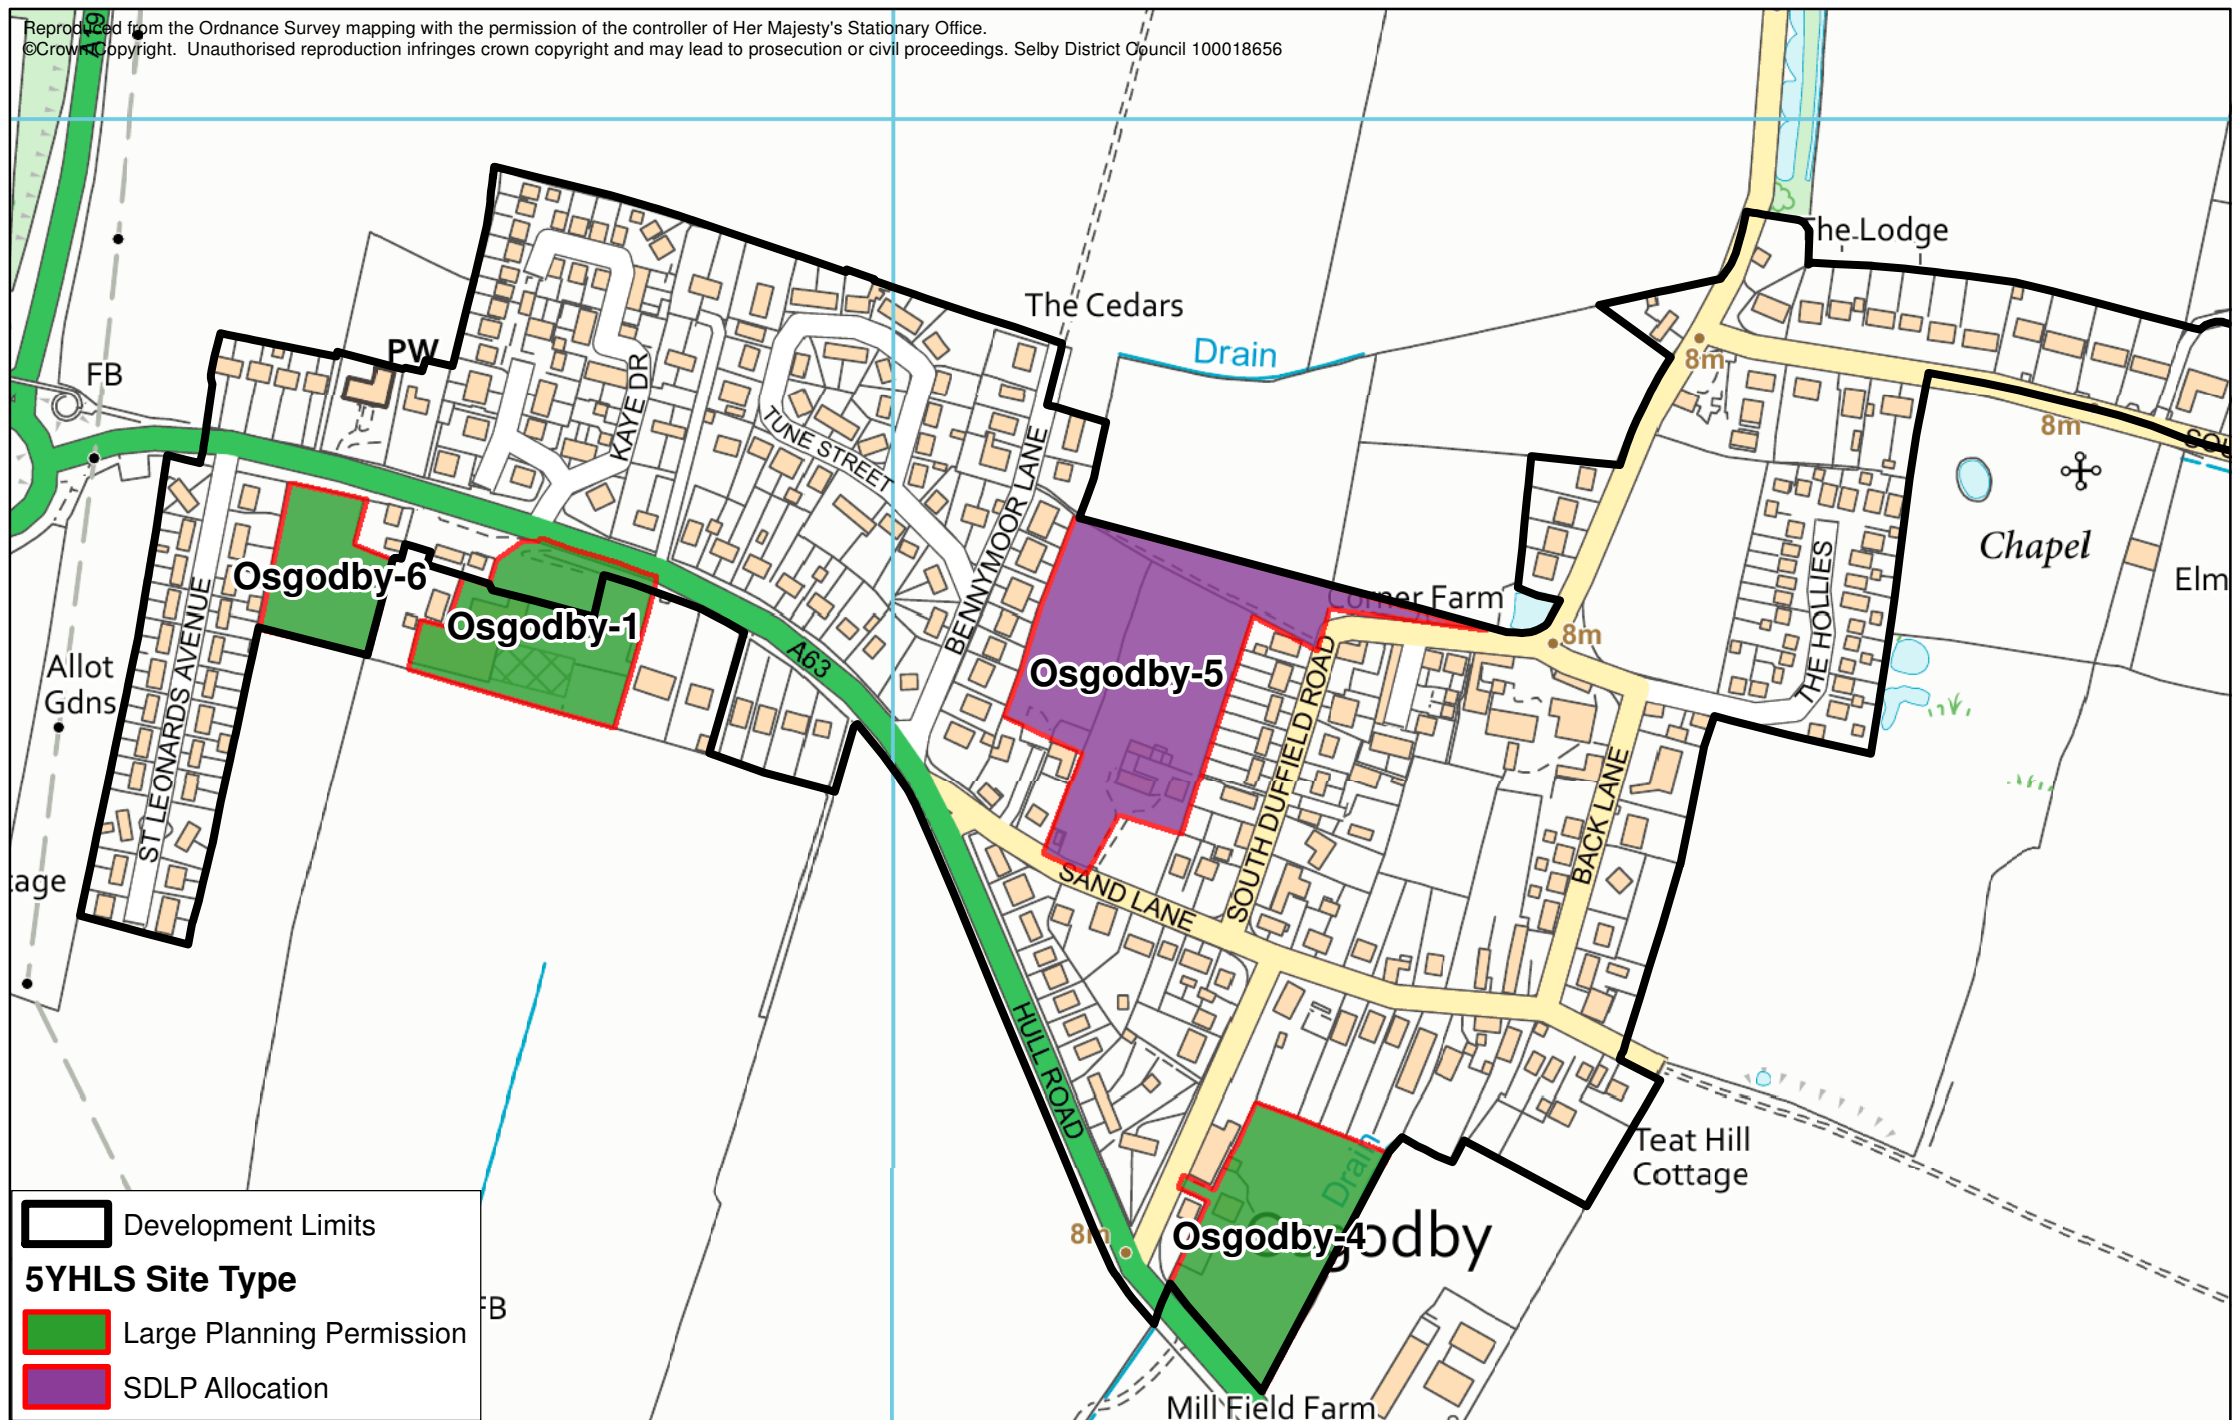 Reproduced from the Ordnance Survey mapping with the permission of the controller of Her Majesty's Stationary Office.
©Crown Copyright.  Unauthorised reproduction infringes crown copyright and may lead to prosecution or civil proceedings. Selby District Council 100018656
A19
The Lodge
The Cedars
Drain
PW
FB
8m
KAYE DR
TUNE STREET
8m
SOU
BENNYMOOR LANE
Chapel
Osgodby-6
Corner Farm
Elm
Osgodby-1
8m
THE HOLLIES
A63
Osgodby-5
Allot
Gdns
ST LEONARDS AVENUE
SOUTH DUFFIELD ROAD
BACK LANE
cage
SAND LANE
HULL ROAD
Teat Hill
Cottage
Drain
8m
Osgodby-4
Osgodby
FB
Mill Field Farm
Development Limits
5YHLS Site Type
Large Planning Permission
SDLP Allocation